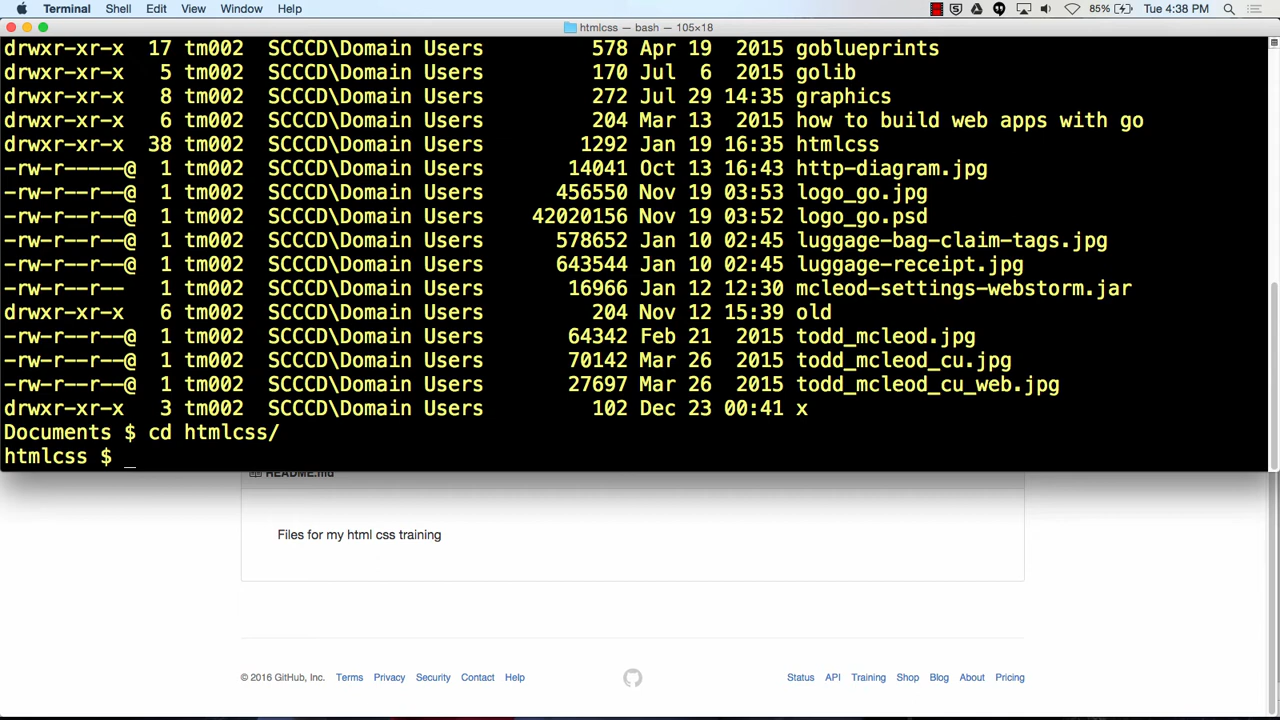 Terminal Shell Edit View Window Help 85% Tue 4:38 PM
htmlcss — bash — 105×18
drwxr-xr-x 17 tm002 SCCCD\Domain Users 578 Apr 19 2015 goblueprints
drwxr-xr-x 5 tm002 SCCCD\Domain Users 170 Jul 6 2015 golib
drwxr-xr-x 8 tm002 SCCCD\Domain Users 272 Jul 29 14:35 graphics
drwxr-xr-x 6 tm002 SCCCD\Domain Users 204 Mar 13 2015 how to build web apps with go
drwxr-xr-x 38 tm002 SCCCD\Domain Users 1292 Jan 19 16:35 htmlcss
-rw-r-----@ 1 tm002 SCCCD\Domain Users 14041 Oct 13 16:43 http-diagram.jpg
-rw-r--r--@ 1 tm002 SCCCD\Domain Users 456550 Nov 19 03:53 logo_go.jpg
-rw-r--r--@ 1 tm002 SCCCD\Domain Users 42020156 Nov 19 03:52 logo_go.psd
-rw-r--r--@ 1 tm002 SCCCD\Domain Users 578652 Jan 10 02:45 luggage-bag-claim-tags.jpg
-rw-r--r--@ 1 tm002 SCCCD\Domain Users 643544 Jan 10 02:45 luggage-receipt.jpg
-rw-r--r-- 1 tm002 SCCCD\Domain Users 16966 Jan 12 12:30 mcleod-settings-webstorm.jar
drwxr-xr-x 6 tm002 SCCCD\Domain Users 204 Nov 12 15:39 old
-rw-r--r--@ 1 tm002 SCCCD\Domain Users 64342 Feb 21 2015 todd_mcleod.jpg
-rw-r--r--@ 1 tm002 SCCCD\Domain Users 70142 Mar 26 2015 todd_mcleod_cu.jpg
-rw-r--r--@ 1 tm002 SCCCD\Domain Users 27697 Mar 26 2015 todd_mcleod_cu_web.jpg
drwxr-xr-x 3 tm002 SCCCD\Domain Users 102 Dec 23 00:41 x
Documents $ cd htmlcss/
htmlcss $ _
README.md
Files for my html css training
© 2016 GitHub, Inc. Terms Privacy Security Contact Help Status API Training Shop Blog About Pricing